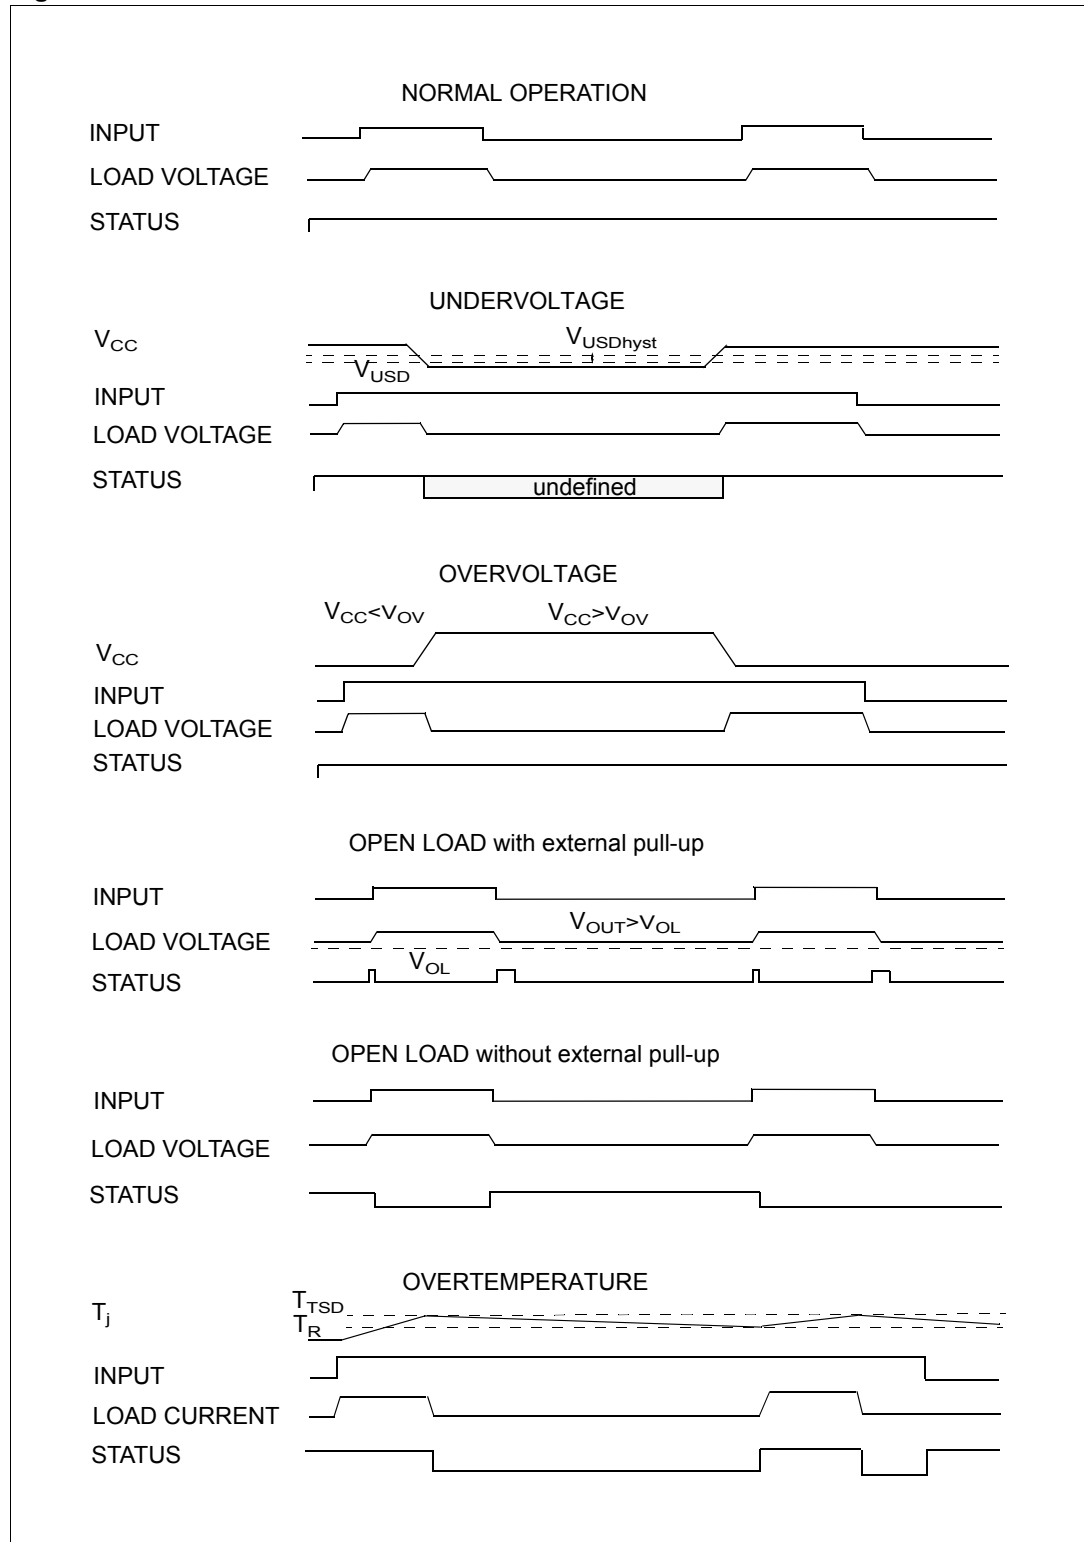 NORMAL OPERATION
INPUT
LOAD VOLTAGE
STATUS
UNDERVOLTAGE
VCC
VUSDhyst
VUSD
INPUT
LOAD VOLTAGE
STATUS
undefined
OVERVOLTAGE
VCC<VOV
VCC>VOV
VCC
INPUT
LOAD VOLTAGE
STATUS
OPEN LOAD with external pull-up
INPUT
VOUT>VOL
LOAD VOLTAGE
VOL
STATUS
OPEN LOAD without external pull-up
INPUT
LOAD VOLTAGE
STATUS
OVERTEMPERATURE
Tj
TTSD
TR
INPUT
LOAD CURRENT
STATUS